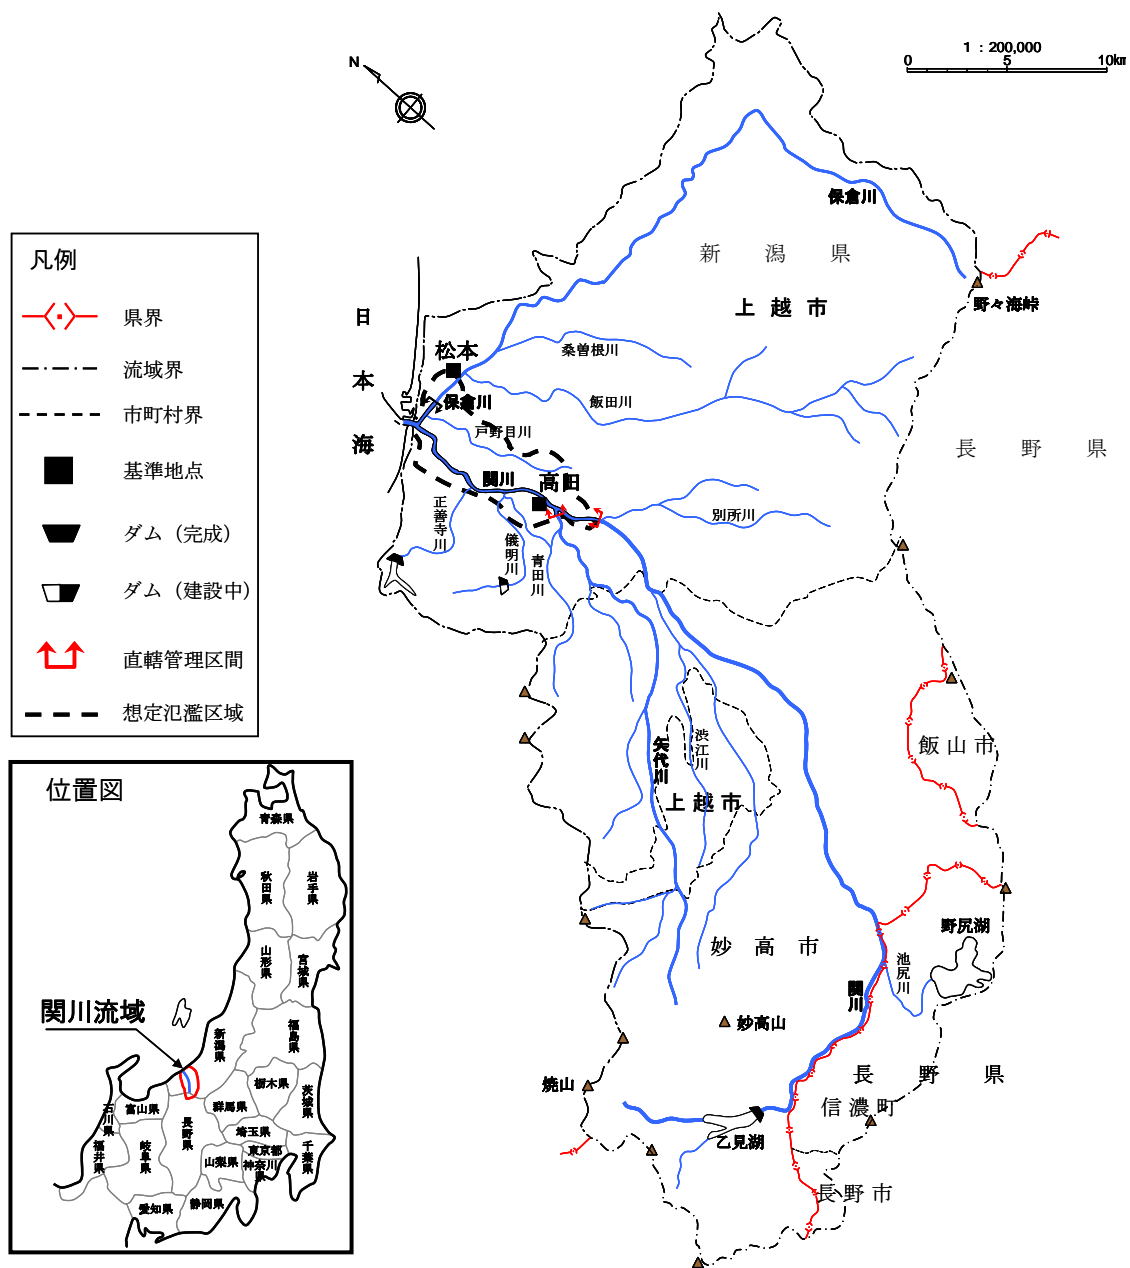 N
1 : 200,000
0 5 10km
保倉川
新潟県
上越市
野々海峠
日本海
松本
桑曽根川
飯田川
保倉川
戸野目川
関川
高田
別所川
長野県
正善寺川
儀明川
青田川
飯山市
矢代川
渋江川
上越市
妙高市
野尻湖
池尻川
関川
妙高山
焼山
長野県
信濃町
乙見湖
長野市
凡例
県界
流域界
市町村界
基準地点
ダム（完成）
ダム（建設中）
直轄管理区間
想定氾濫区域
位置図
青森県
秋田県
岩手県
山形県
宮城県
関川流域
新潟県
福島県
栃木県
茨城県
群馬県
石川県
富山県
長野県
埼玉県
福井県
岐阜県
東京都
千葉県
山梨県
神奈川県
静岡県
愛知県